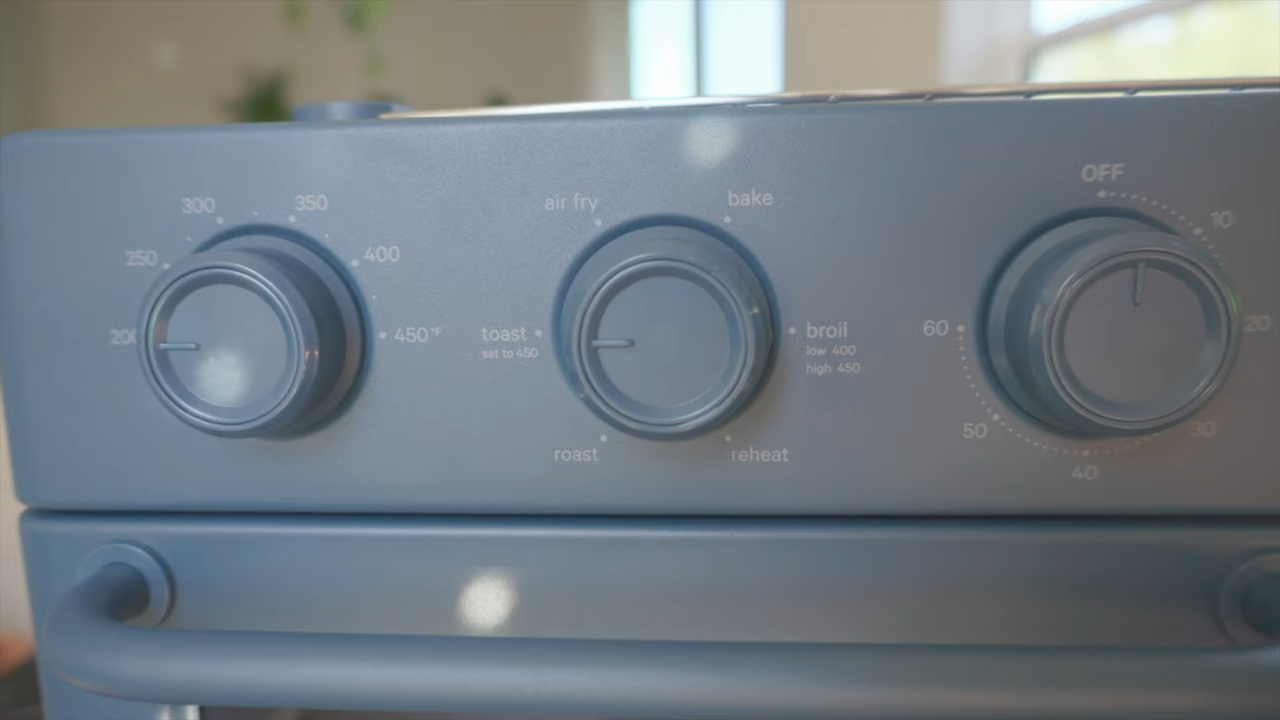 200
250
300
350
400
450°F
air fry
bake
toast
set to 450
broil
low 400
high 450
roast
reheat
OFF
10
20
30
40
50
60